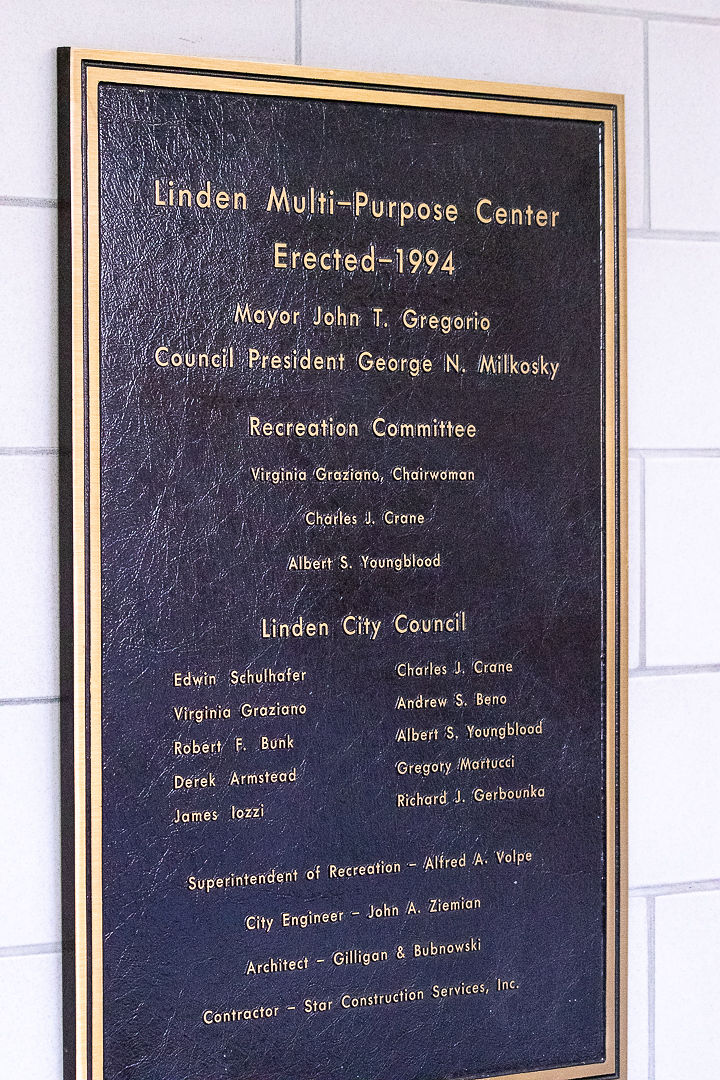 Linden Multi-Purpose Center
Erected-1994
Mayor John T. Gregorio
Council President George N. Milkosky
Recreation Committee
Virginia Graziano, Chairwoman
Charles J. Crane
Albert S. Youngblood
Linden City Council
Edwin Schulhafer
Virginia Graziano
Robert F. Bunk
Derek Armstead
James Iozzi
Charles J. Crane
Andrew S. Beno
Albert S. Youngblood
Gregory Martucci
Richard J. Gerbounka
Superintendent of Recreation - Alfred A. Volpe
City Engineer - John A. Ziemian
Architect - Gilligan & Bubnowski
Contractor - Star Construction Services, Inc.